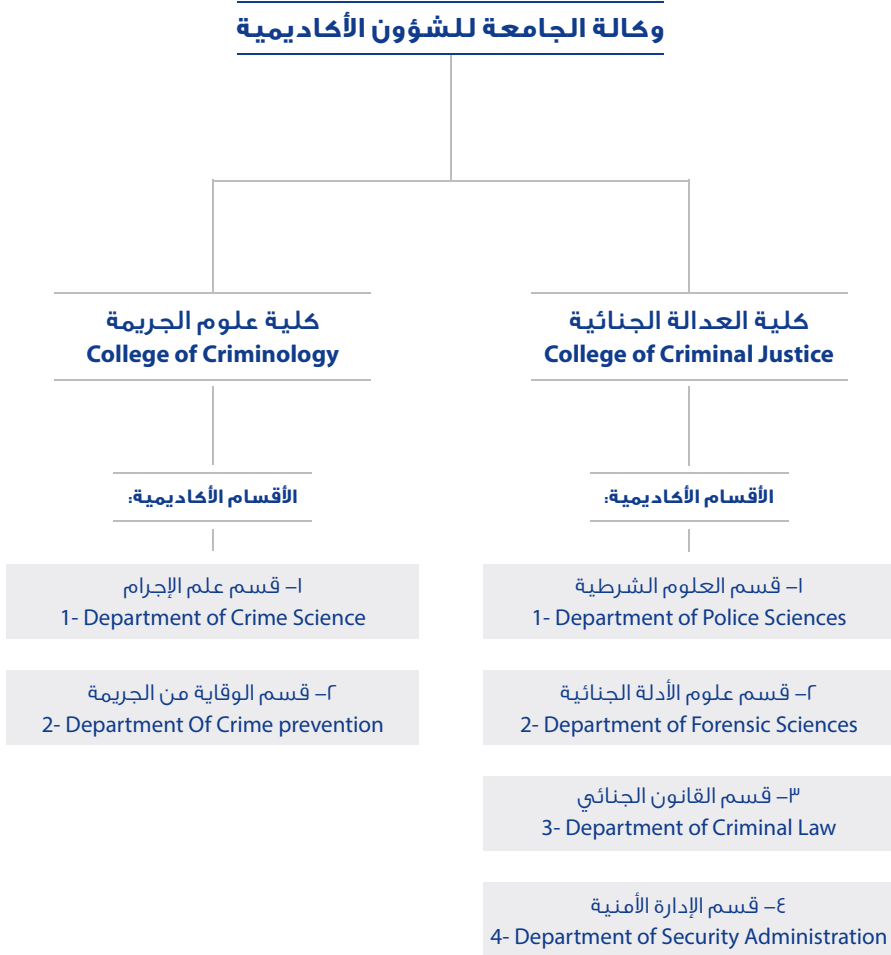 وكالة الجامعة للشؤون الأكاديمية
كلية العدالة الجنائية
College of Criminal Justice
الأقسام الأكاديمية:
١- قسم العلوم الشرطية
1- Department of Police Sciences
٢- قسم علوم الأدلة الجنائية
2- Department of Forensic Sciences
٣- قسم القانون الجنائي
3- Department of Criminal Law
٤- قسم الإدارة الأمنية
4- Department of Security Administration
كلية علوم الجريمة
College of Criminology
الأقسام الأكاديمية:
١- قسم علم الإجرام
1- Department of Crime Science
٢- قسم الوقاية من الجريمة
2- Department Of Crime prevention